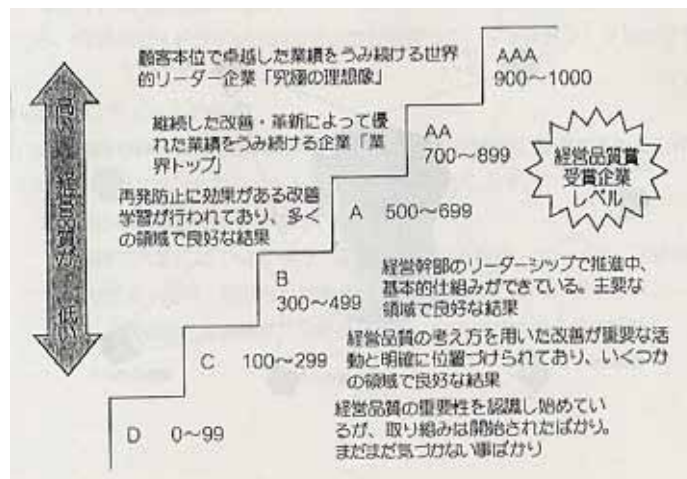 顧客本位で卓越した業績をうみ続ける世界
的リーダー企業「究極の理想像」
AAA
900～1000
継続した改善・革新によって優
れた業績をうみ続ける企業「業
界トップ」
AA
700～899
経営品質賞
受賞企業
レベル
再発防止に効果がある改善
学習が行われており、多く
の領域で良好な結果
A 500～699
高い
経営品質が
低い
B
300～499
経営幹部のリーダーシップで推進中、
基本的仕組みができている。主要な
領域で良好な結果
C 100～299
経営品質の考え方を用いた改善が重要な活
動と明確に位置づけられており、いくつか
の領域で良好な結果
D 0～99
経営品質の重要性を認識し始めてい
るが、取り組みは開始されたばかり。
まだまだ気づかない事ばかり